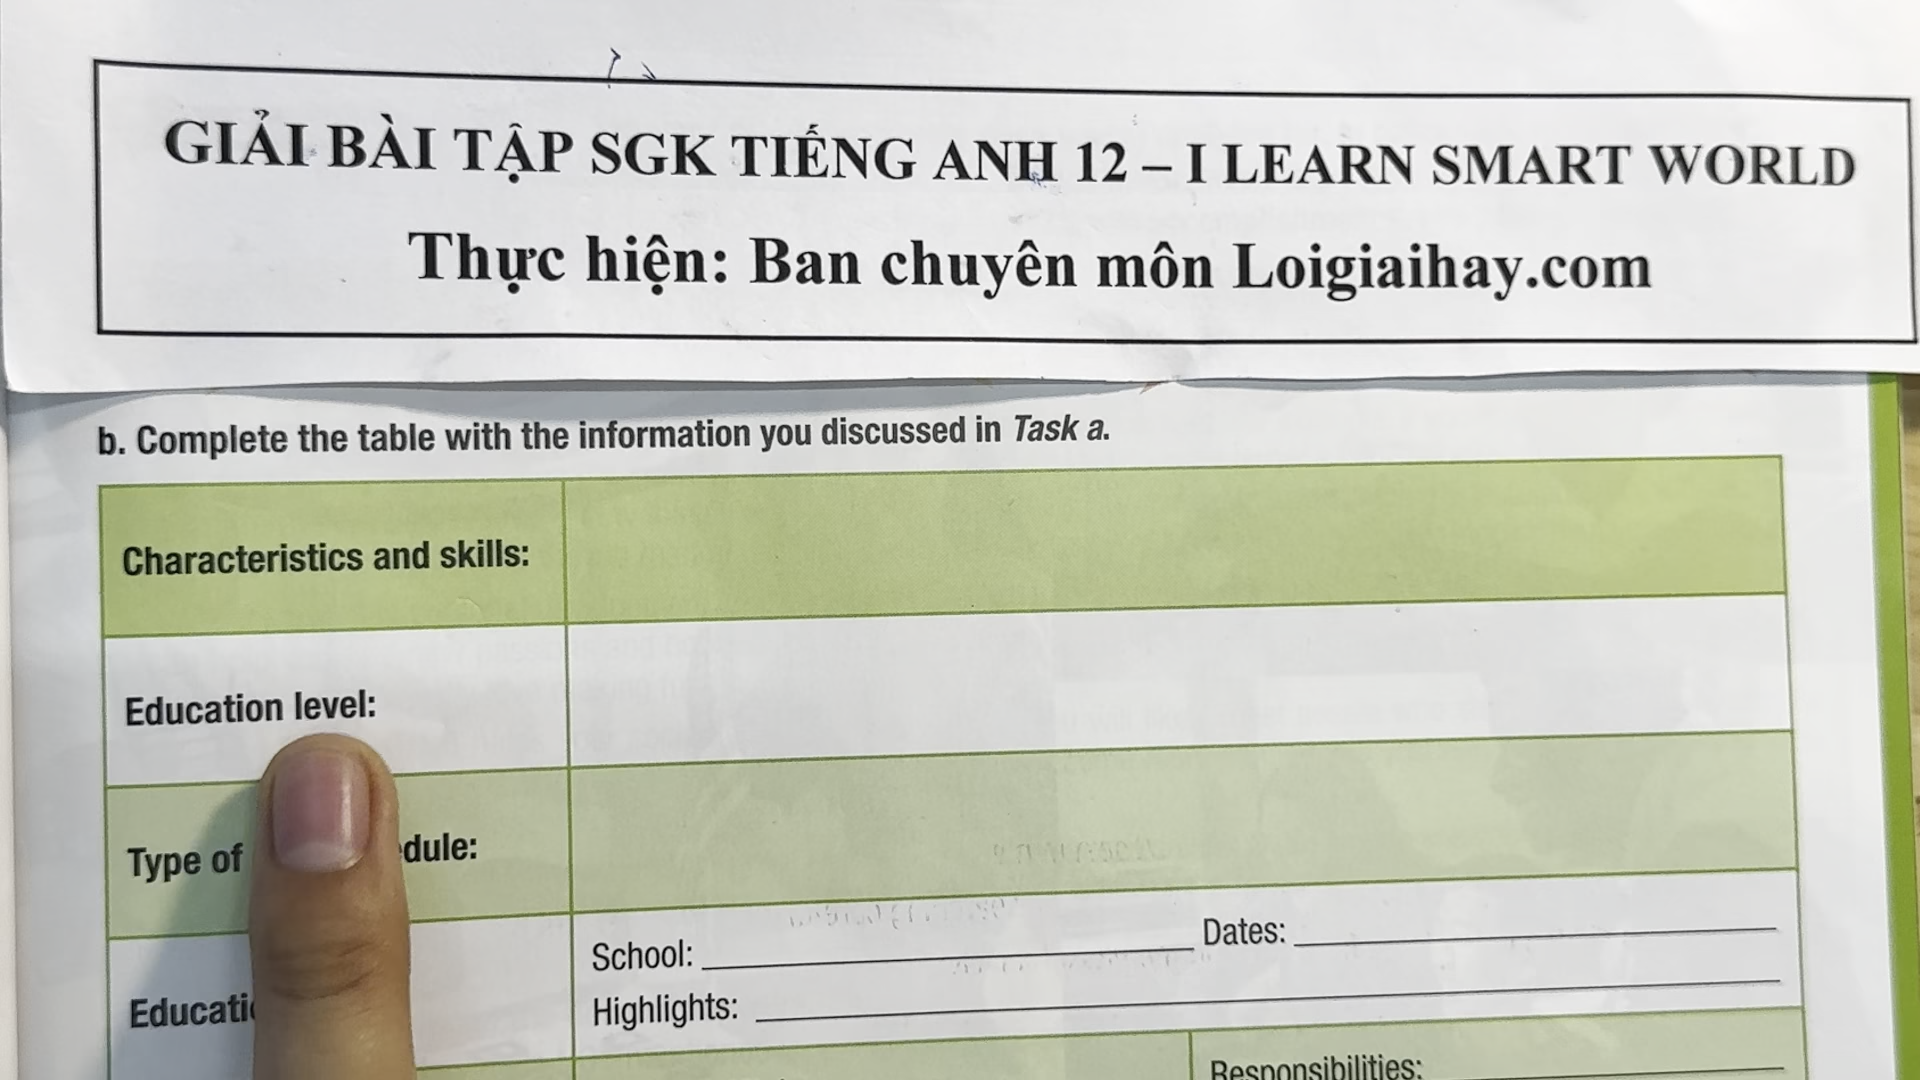 GIẢI BÀI TẬP SGK TIẾNG ANH 12 – I LEARN SMART WORLD
Thực hiện: Ban chuyên môn Loigiaihay.com
b. Complete the table with the information you discussed in Task a.
Characteristics and skills:
Education level:
Type of
School: Dates:
Highlights:
Responsibilities: